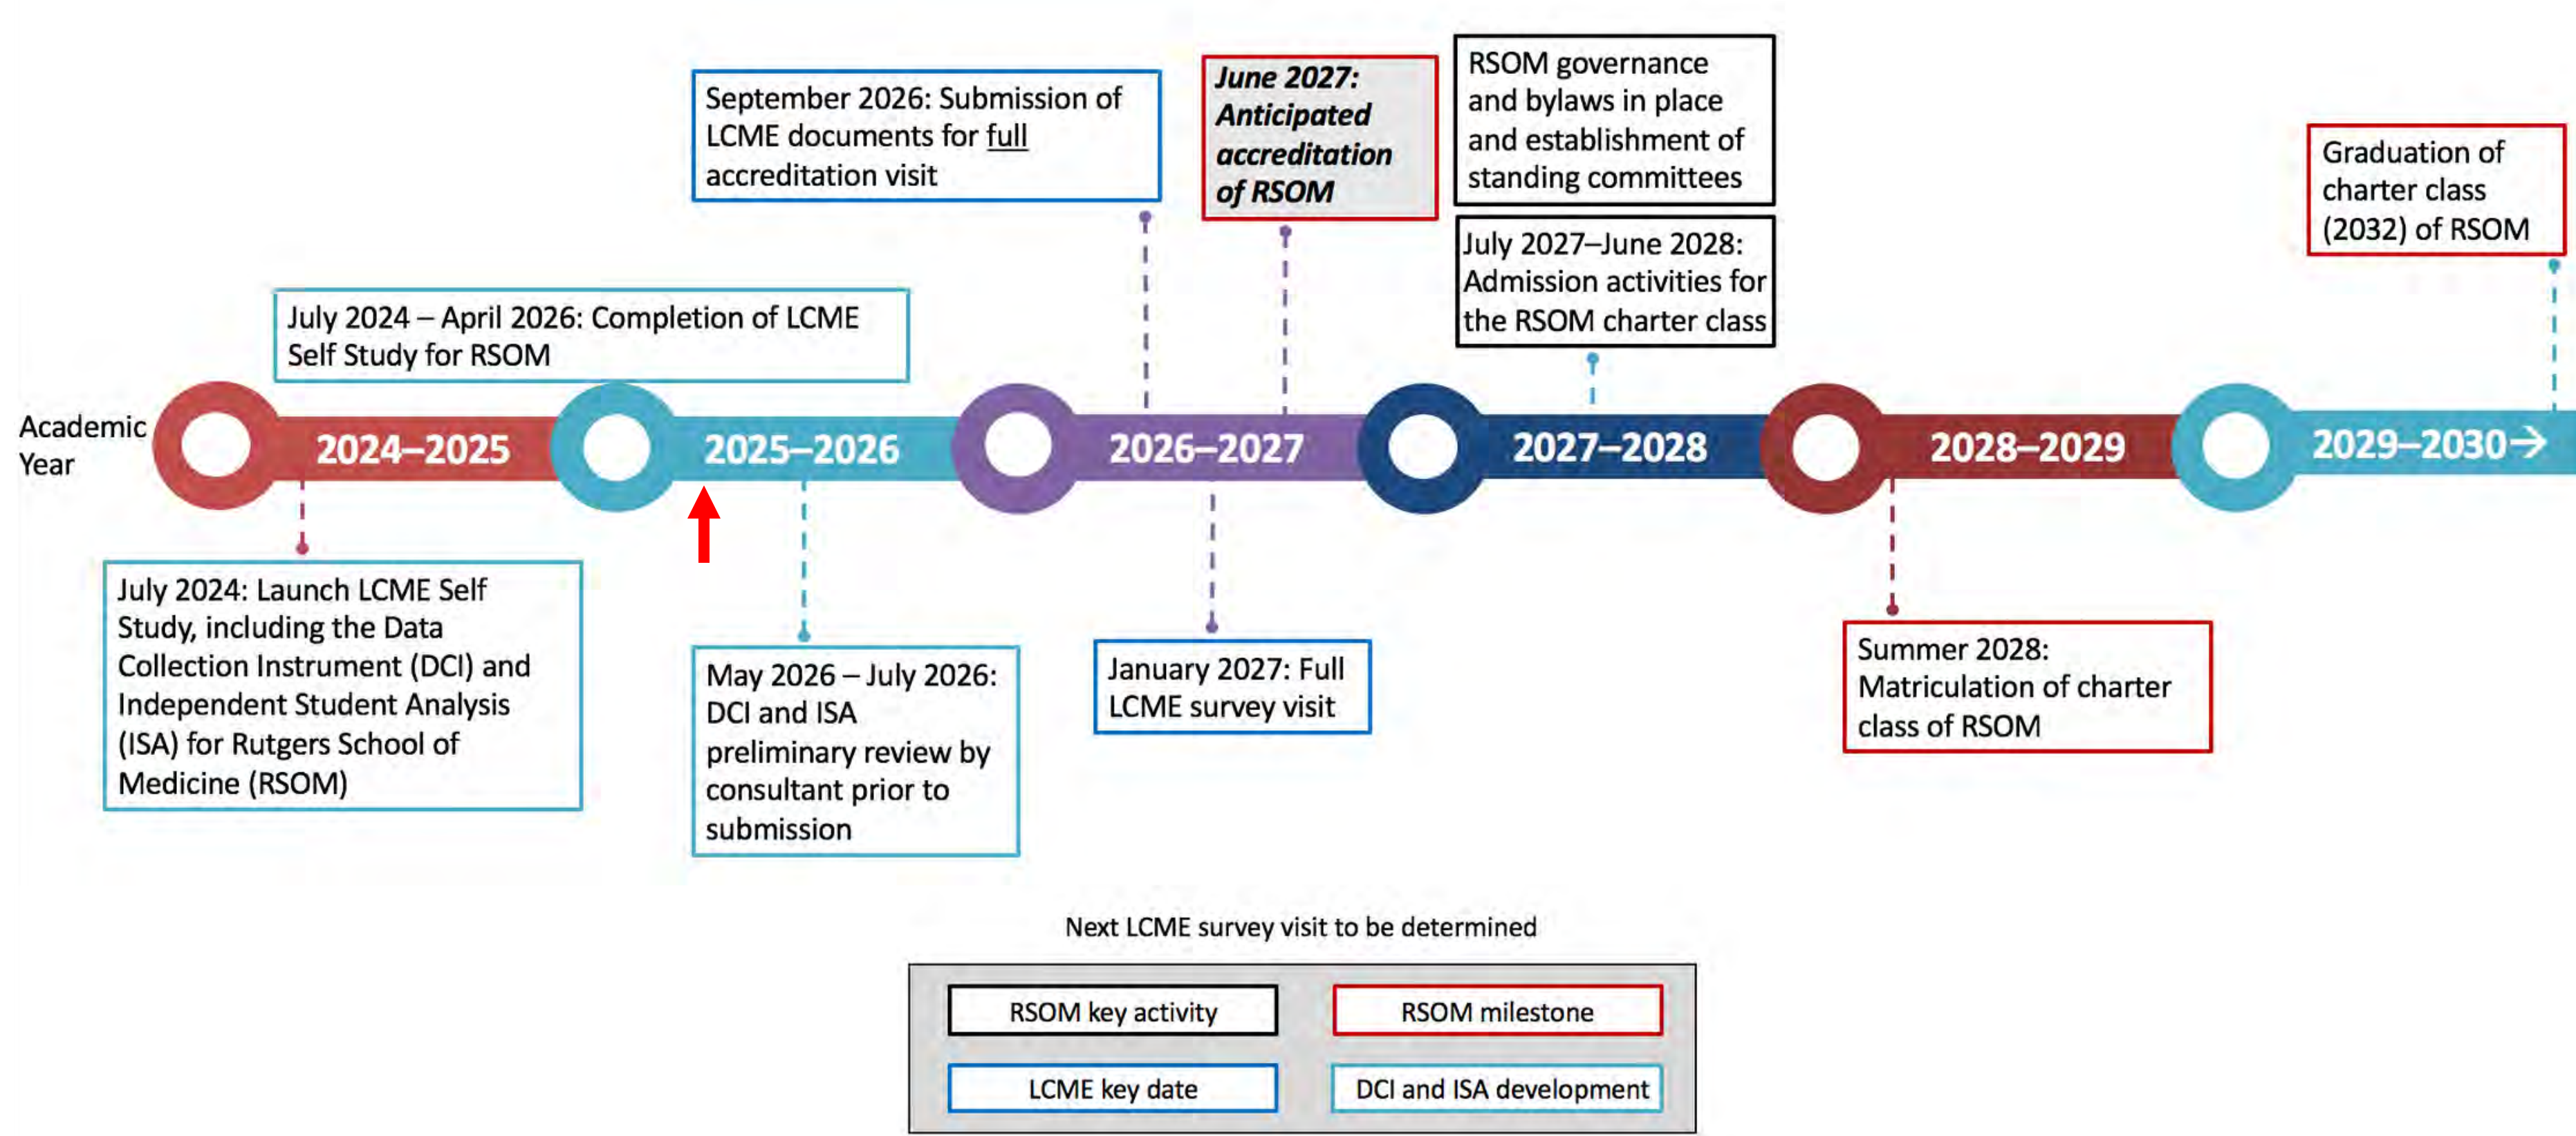 September 2026: Submission of
LCME documents for full
accreditation visit
June 2027:
Anticipated
accreditation
of RSOM
RSOM governance
and bylaws in place
and establishment of
standing committees
July 2027–June 2028:
Admission activities for
the RSOM charter class
Graduation of
charter class
(2032) of RSOM
July 2024 – April 2026: Completion of LCME
Self Study for RSOM
Academic
Year
2024–2025
2025–2026
2026–2027
2027–2028
2028–2029
2029–2030→
July 2024: Launch LCME Self
Study, including the Data
Collection Instrument (DCI) and
Independent Student Analysis
(ISA) for Rutgers School of
Medicine (RSOM)
May 2026 – July 2026:
DCI and ISA
preliminary review by
consultant prior to
submission
January 2027: Full
LCME survey visit
Summer 2028:
Matriculation of charter
class of RSOM
Next LCME survey visit to be determined
RSOM key activity
RSOM milestone
LCME key date
DCI and ISA development